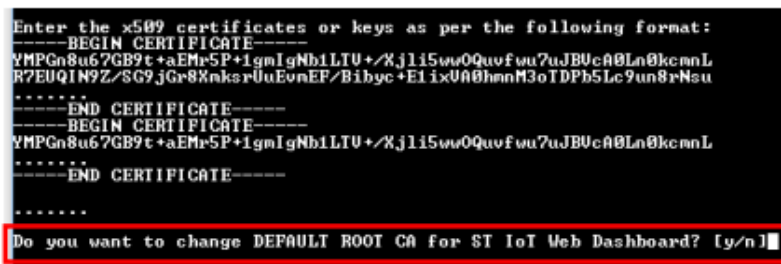 Enter the x509 certificates or keys as per the following format:
-----BEGIN CERTIFICATE-----
YMPGn8u67GB9t+aEMr5P+1gmIgNb1LTV+/Xjli5wwOQuvfwu7uJBVcA0Ln0kcmnL
R7EUQIN9Z/SG9jGr8XmksrUuEvmEF/Bibyc+E1ixVA0hmnM3oTDPb5Lc9un8rNsu
.......
-----END CERTIFICATE-----
-----BEGIN CERTIFICATE-----
YMPGn8u67GB9t+aEMr5P+1gmIgNb1LTV+/Xjli5wwOQuvfwu7uJBVcA0Ln0kcmnL
.......
-----END CERTIFICATE-----
.......
Do you want to change DEFAULT ROOT CA for ST IoT Web Dashboard? [y/n]